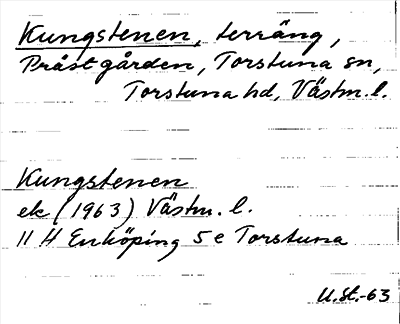 Kungstenen, terräng,
Prästgården, Torstuna sn,
Torstuna hd, Västm. l.
Kungstenen
ek (1963) Västm. l.
11 H Enköping 5 e Torstuna
U.St.-63